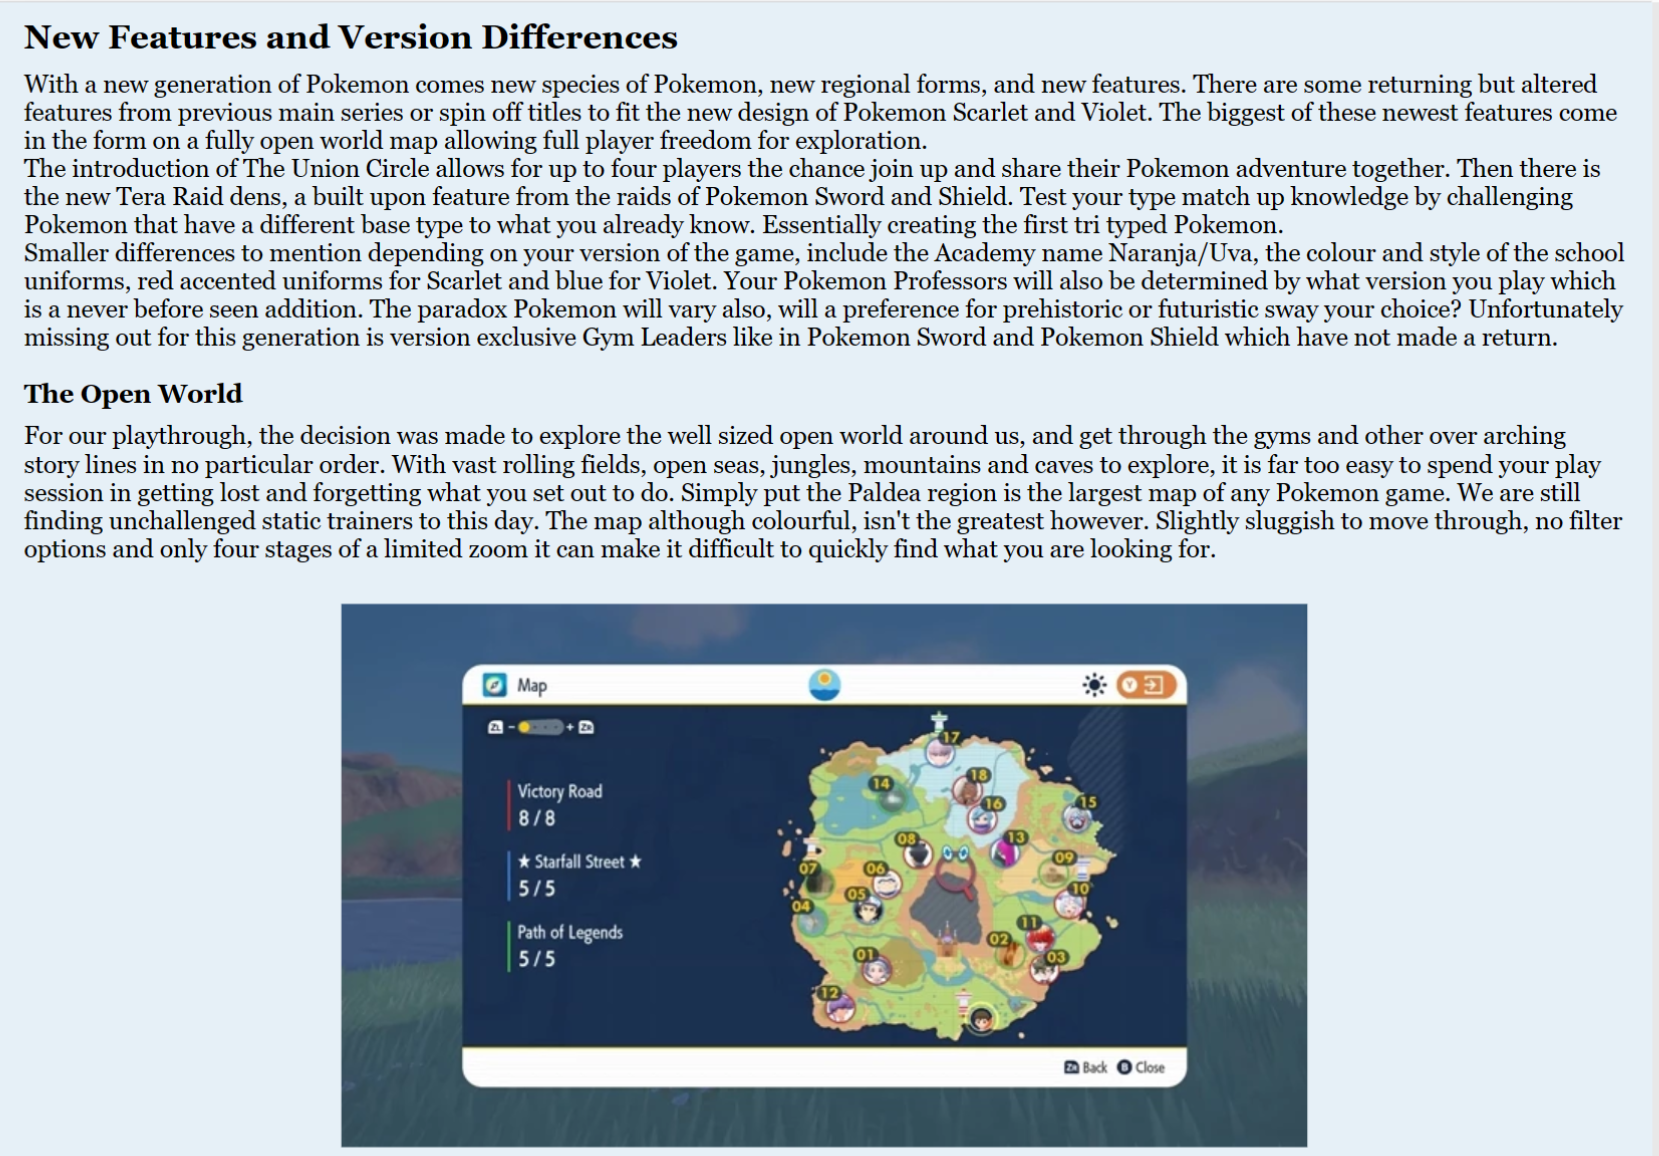 New Features and Version Differences
With a new generation of Pokemon comes new species of Pokemon, new regional forms, and new features. There are some returning but altered
features from previous main series or spin off titles to fit the new design of Pokemon Scarlet and Violet. The biggest of these newest features come
in the form on a fully open world map allowing full player freedom for exploration.
The introduction of The Union Circle allows for up to four players the chance join up and share their Pokemon adventure together. Then there is
the new Tera Raid dens, a built upon feature from the raids of Pokemon Sword and Shield. Test your type match up knowledge by challenging
Pokemon that have a different base type to what you already know. Essentially creating the first tri typed Pokemon.
Smaller differences to mention depending on your version of the game, include the Academy name Naranja/Uva, the colour and style of the school
uniforms, red accented uniforms for Scarlet and blue for Violet. Your Pokemon Professors will also be determined by what version you play which
is a never before seen addition. The paradox Pokemon will vary also, will a preference for prehistoric or futuristic sway your choice? Unfortunately
missing out for this generation is version exclusive Gym Leaders like in Pokemon Sword and Pokemon Shield which have not made a return.
The Open World
For our playthrough, the decision was made to explore the well sized open world around us, and get through the gyms and other over arching
story lines in no particular order. With vast rolling fields, open seas, jungles, mountains and caves to explore, it is far too easy to spend your play
session in getting lost and forgetting what you set out to do. Simply put the Paldea region is the largest map of any Pokemon game. We are still
finding unchallenged static trainers to this day. The map although colourful, isn't the greatest however. Slightly sluggish to move through, no filter
options and only four stages of a limited zoom it can make it difficult to quickly find what you are looking for.
Map
Y
ZL - + ZR
17
18
14
16
15
Victory Road
8/8
08
13
09
★ Starfall Street ★
5/5
07
06
05
10
04
11
Path of Legends
5/5
02
01
03
12
Back B Close